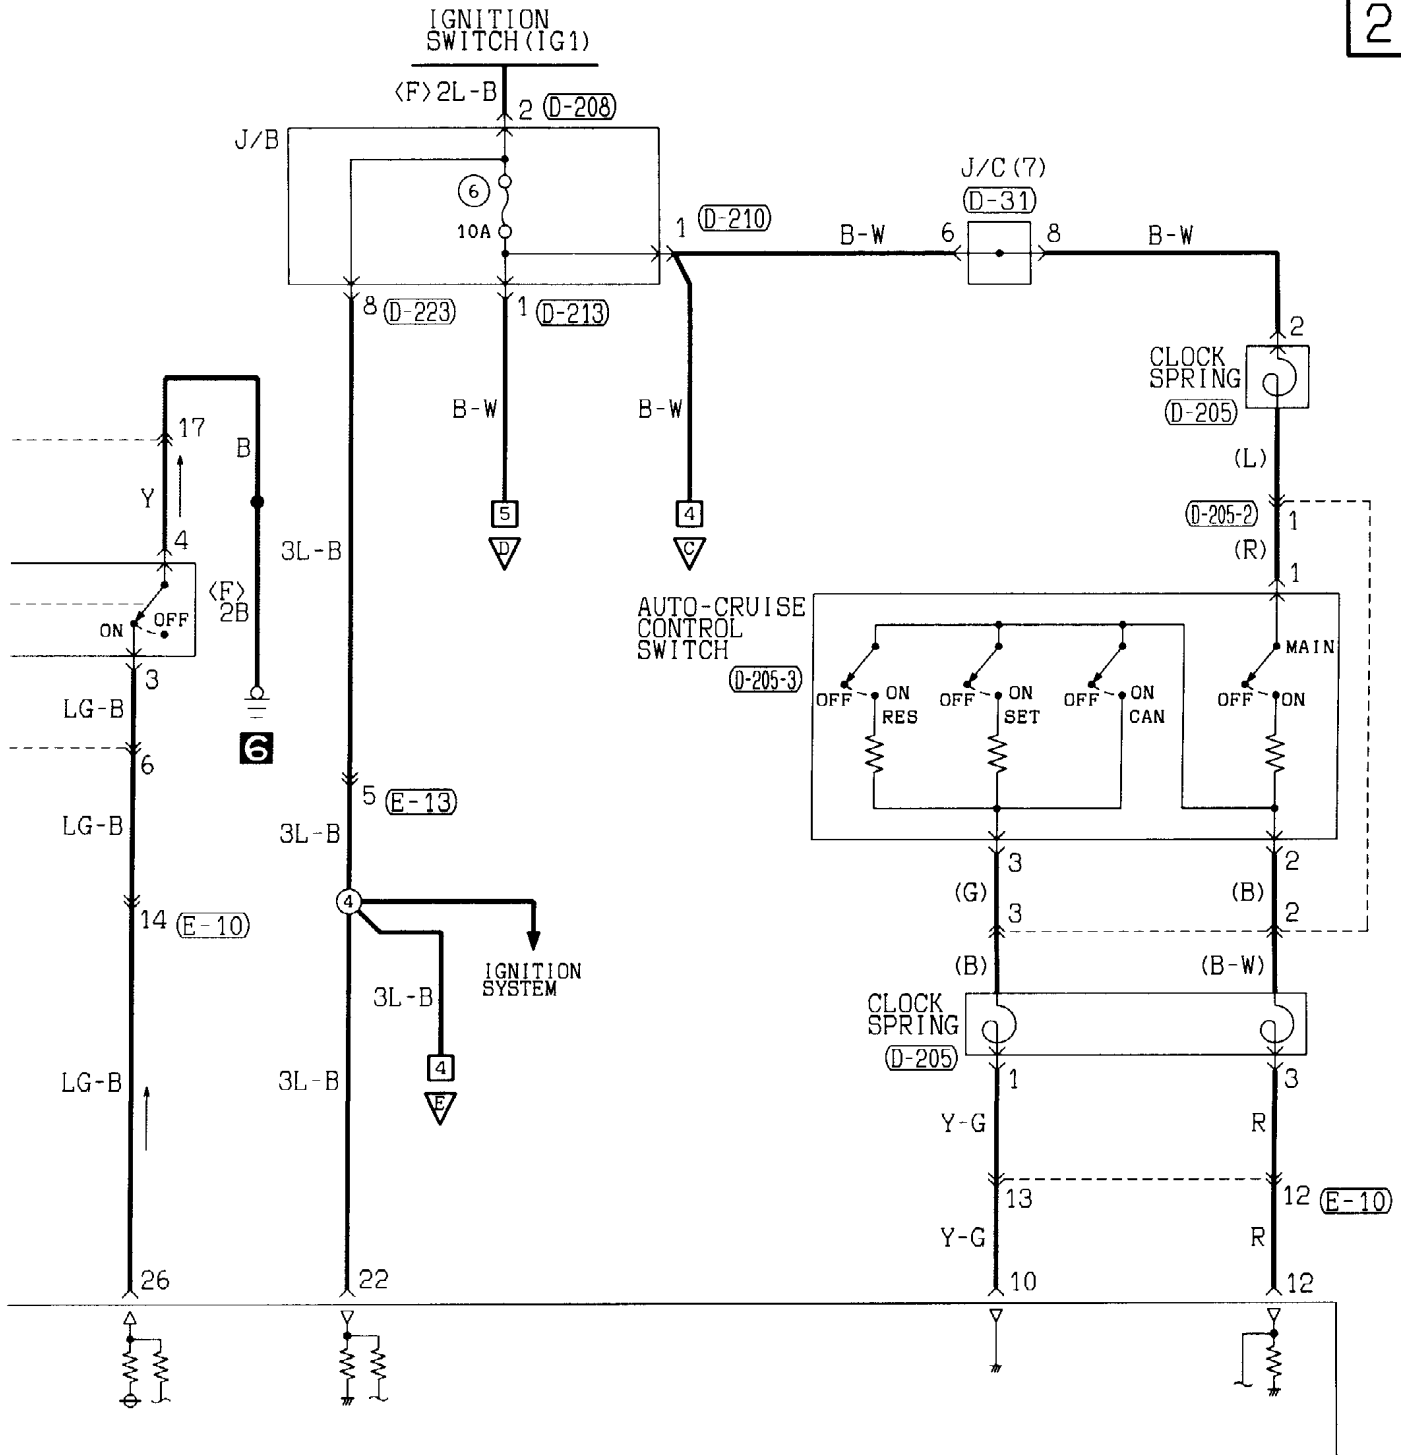 2
IGNITION
SWITCH(IG1)
<F>2L-B
2 D-208
J/B
6
10A
1 D-210
J/C(7)
D-31
B-W 6 8 B-W
8 D-223
1 D-213
2
CLOCK
SPRING
D-205
B-W
B-W
17
B
Y
4
(L)
D-205-2
1
(R)
1
5
D
4
C
3L-B
<F>
2B
ON OFF
3
6
AUTO-CRUISE
CONTROL
SWITCH
D-205-3
MAIN
OFF ON
RES
OFF ON
SET
OFF ON
CAN
OFF ON
LG-B
6
LG-B
5 E-13
3L-B
4
14 E-10
IGNITION
SYSTEM
3L-B
4
E
3 2
(G) (B)
3 2
(B) (B-W)
CLOCK
SPRING
D-205
1 3
LG-B
3L-B
Y-G R
13 12 E-10
Y-G R
26 22 10 12